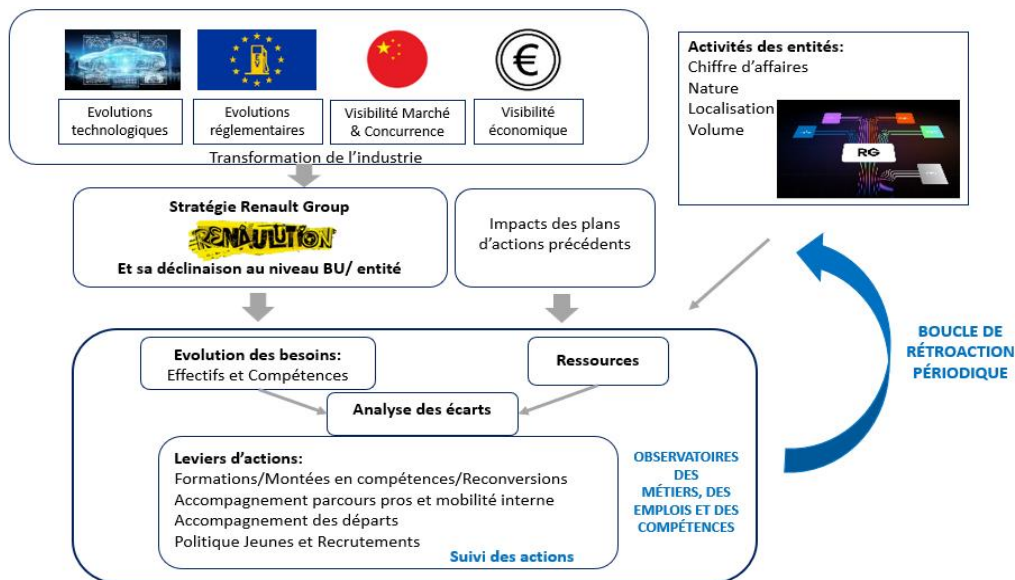 Evolutions
technologiques
Evolutions
réglementaires
Visibilité Marché
& Concurrence
Visibilité
économique
Transformation de l'industrie
Activités des entités:
Chiffre d'affaires
Nature
Localisation
Volume
RG
Stratégie Renault Group
RENAULUTION
Et sa déclinaison au niveau BU/ entité
Impacts des plans
d'actions précédents
Evolution des besoins:
Effectifs et Compétences
Ressources
Analyse des écarts
Leviers d'actions:
Formations/Montées en compétences/Reconversions
Accompagnement parcours pros et mobilité interne
Accompagnement des départs
Politique Jeunes et Recrutements
Suivi des actions
OBSERVATOIRES
DES
MÉTIERS, DES
EMPLOIS ET DES
COMPÉTENCES
BOUCLE DE
RÉTROACTION
PÉRIODIQUE